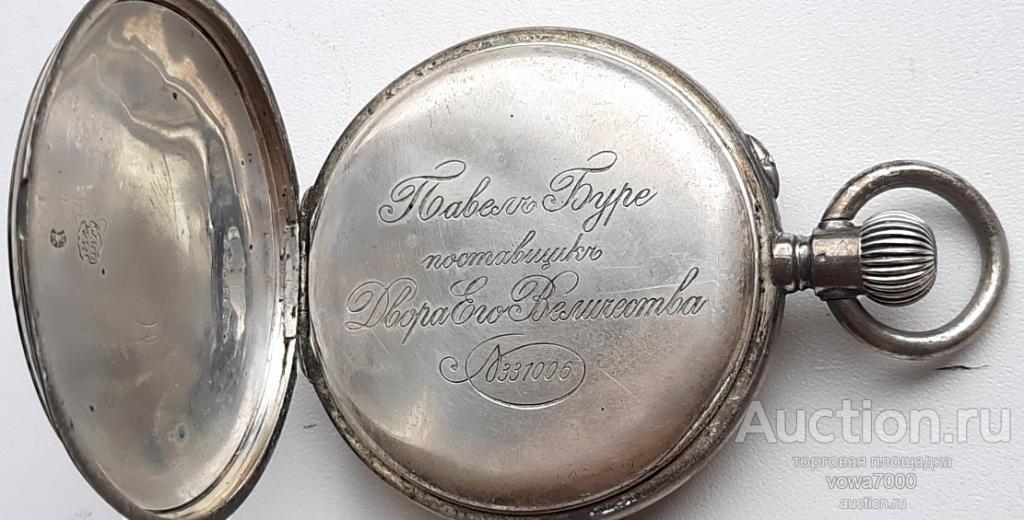 Павелъ Буре
поставщикъ
Двора Его Величества
№331006
Auction.ru
торговая площадка
vowa7000
auction.ru